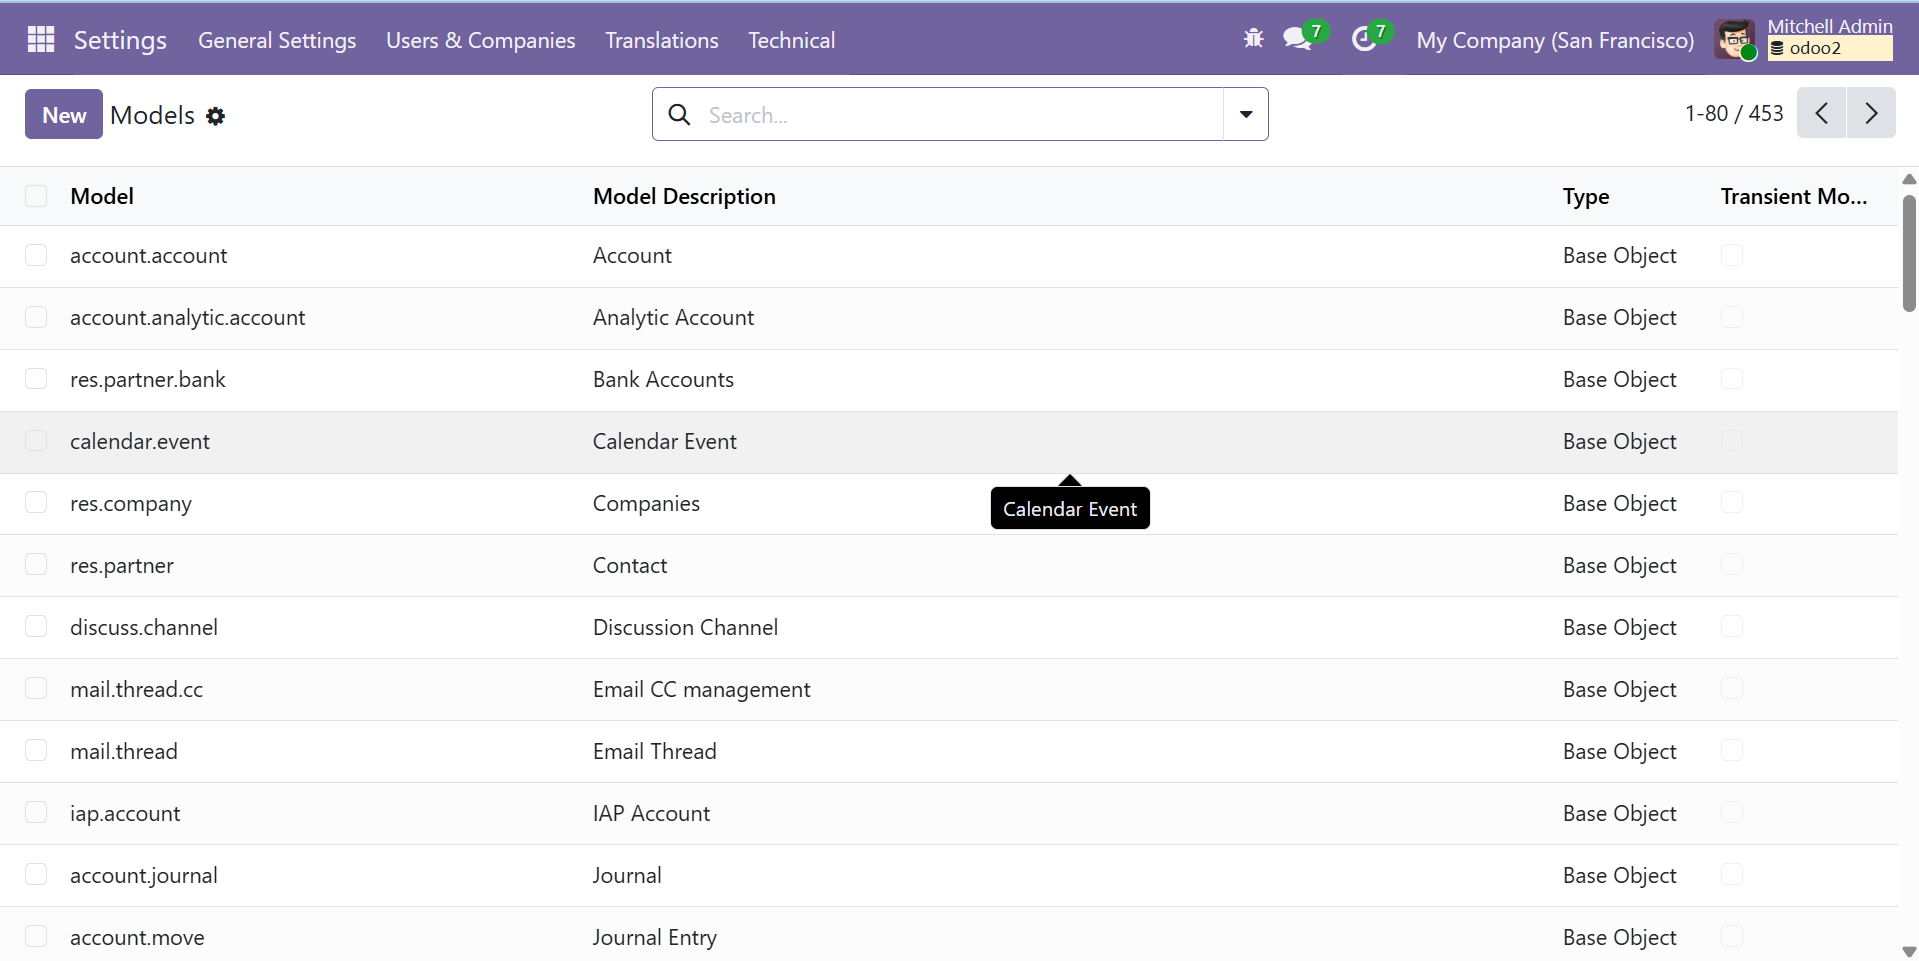 Settings General Settings Users & Companies Translations Technical 7 7 My Company (San Francisco) Mitchell Admin
odoo2
New Models Search... 1-80 / 453
Model Model Description Type Transient Mo...
account.account Account Base Object
account.analytic.account Analytic Account Base Object
res.partner.bank Bank Accounts Base Object
calendar.event Calendar Event Base Object
res.company Companies Base Object
Calendar Event
res.partner Contact Base Object
discuss.channel Discussion Channel Base Object
mail.thread.cc Email CC management Base Object
mail.thread Email Thread Base Object
iap.account IAP Account Base Object
account.journal Journal Base Object
account.move Journal Entry Base Object